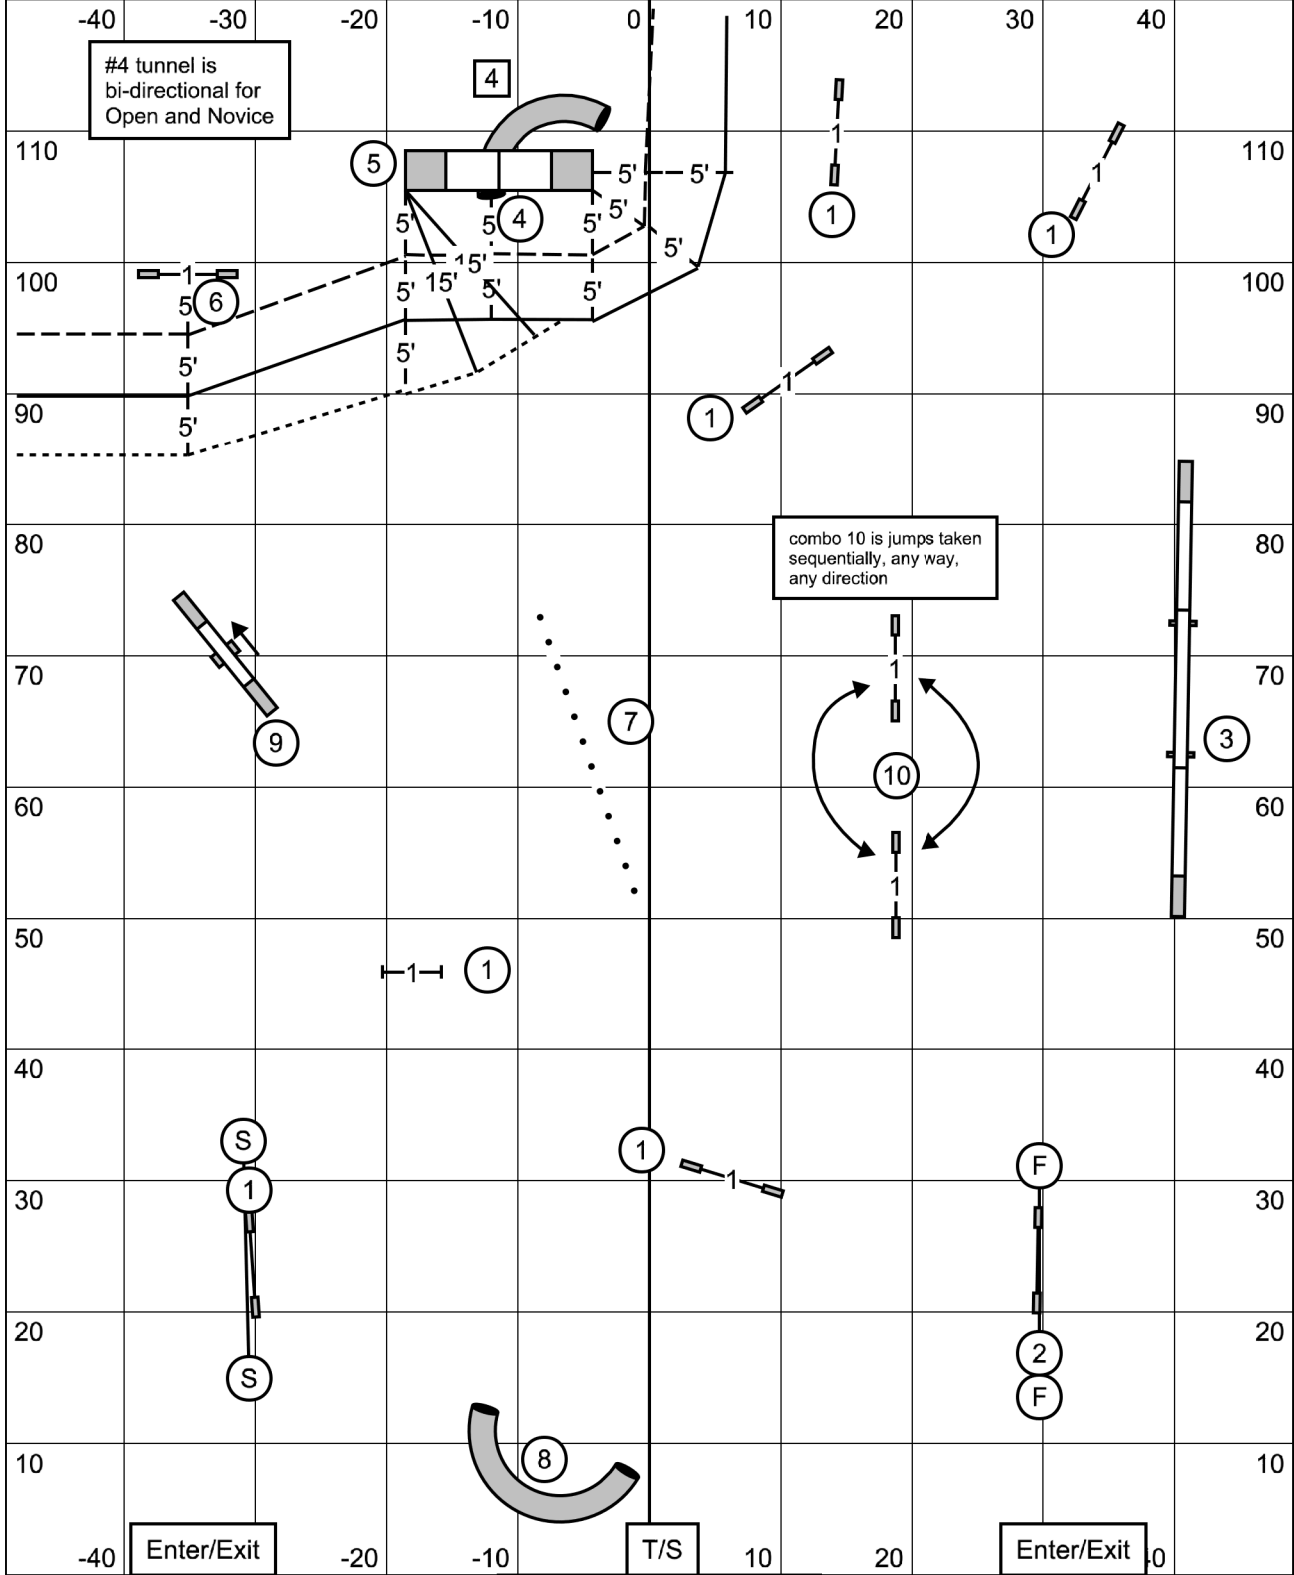 -40 -30 -20 -10 0 10 20 30 40
#4 tunnel is
bi-directional for
Open and Novice
4
1
110 110
5 5' 5' 1
5' 4 5' 5' 5 1 1
5' 15'
100 1 15' 100
5 6 5' 5' 5'
5' 5' 1
90 1 90
5'
80 combo 10 is jumps taken 80
sequentially, any way,
any direction
70 1 70
7
9 3
10
60 60
1
50 50
1 1
40 40
S
1 1 F
30 1 30
20 20
2
S F
10 8 10
-40 Enter/Exit -20 -10 T/S 10 20 Enter/Exit 40